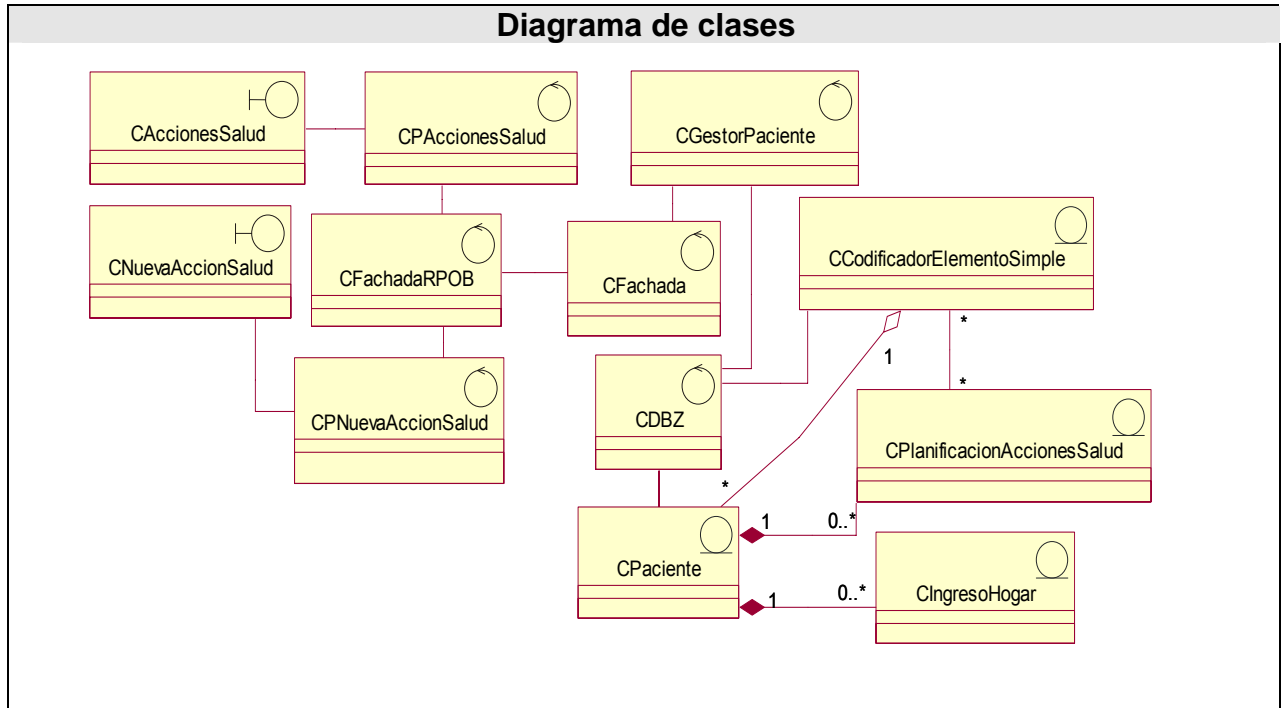 Diagrama de clases
CAccionesSalud
CPAccionesSalud
CGestorPaciente
CNuevaAccionSalud
CFachadaRPOB
CFachada
CCodificadorElementoSimple
*
1
*
CPNuevaAccionSalud
CDBZ
CPlanificacionAccionesSalud
*
1
0..*
CPaciente
1
0..*
CIngresoHogar